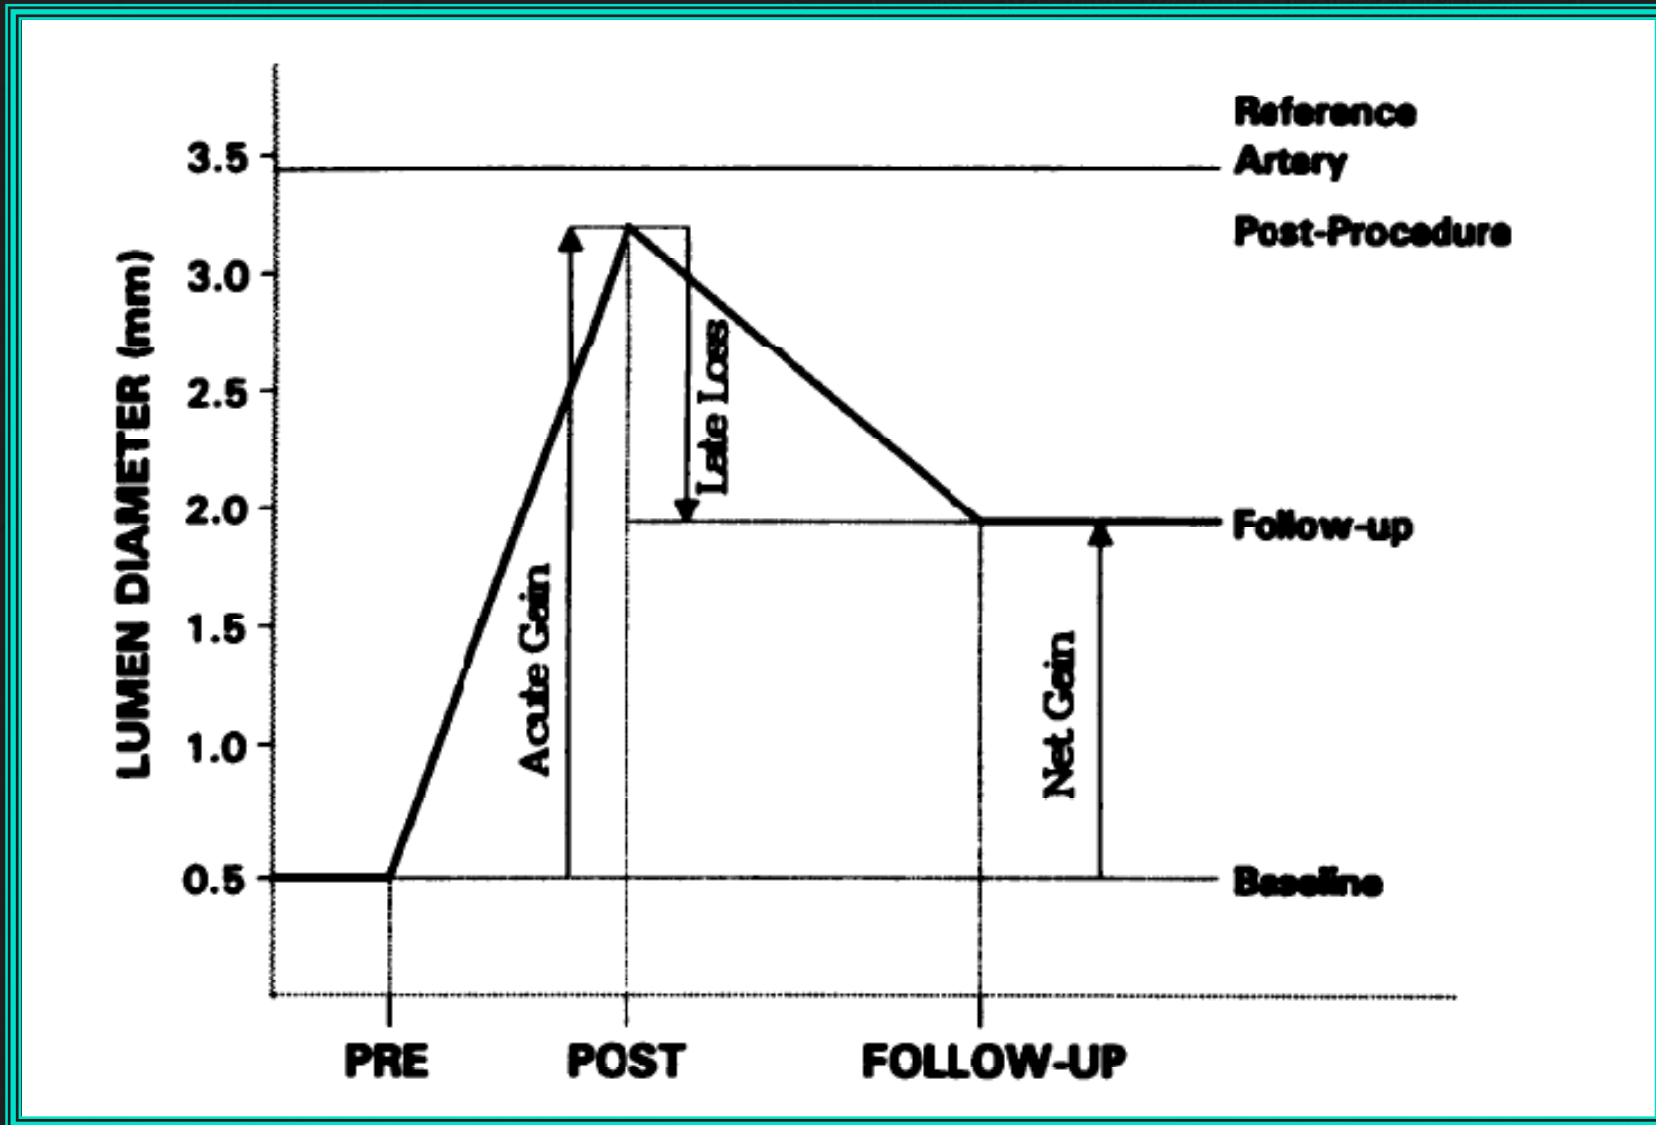 Reference
Artery
Post-Procedure
3.5
3.0
2.5
2.0
1.5
1.0
0.5
LUMEN DIAMETER (mm)
Late Loss
Acute Gain
Net Gain
Follow-up
Baseline
PRE
POST
FOLLOW-UP